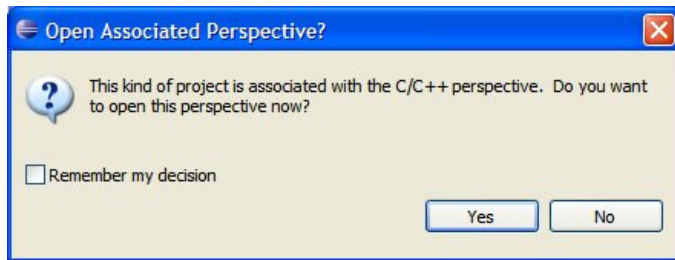 Open Associated Perspective?
This kind of project is associated with the C/C++ perspective. Do you want
to open this perspective now?
Remember my decision
Yes No